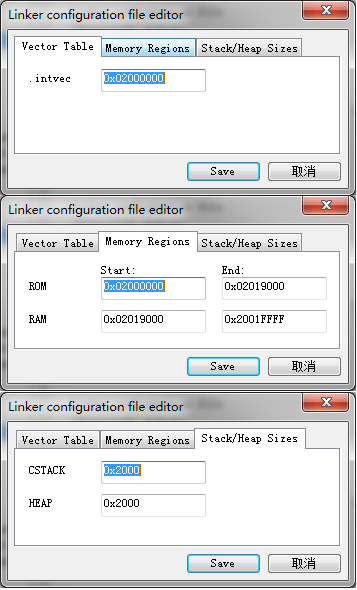 Linker configuration file editor
Vector Table Memory Regions Stack/Heap Sizes
.intvec 0x02000000
Save 取消
Linker configuration file editor
Vector Table Memory Regions Stack/Heap Sizes
Start: End:
ROM 0x02000000 0x02019000
RAM 0x02019000 0x2001FFFF
Save 取消
Linker configuration file editor
Vector Table Memory Regions Stack/Heap Sizes
CSTACK 0x2000
HEAP 0x2000
Save 取消